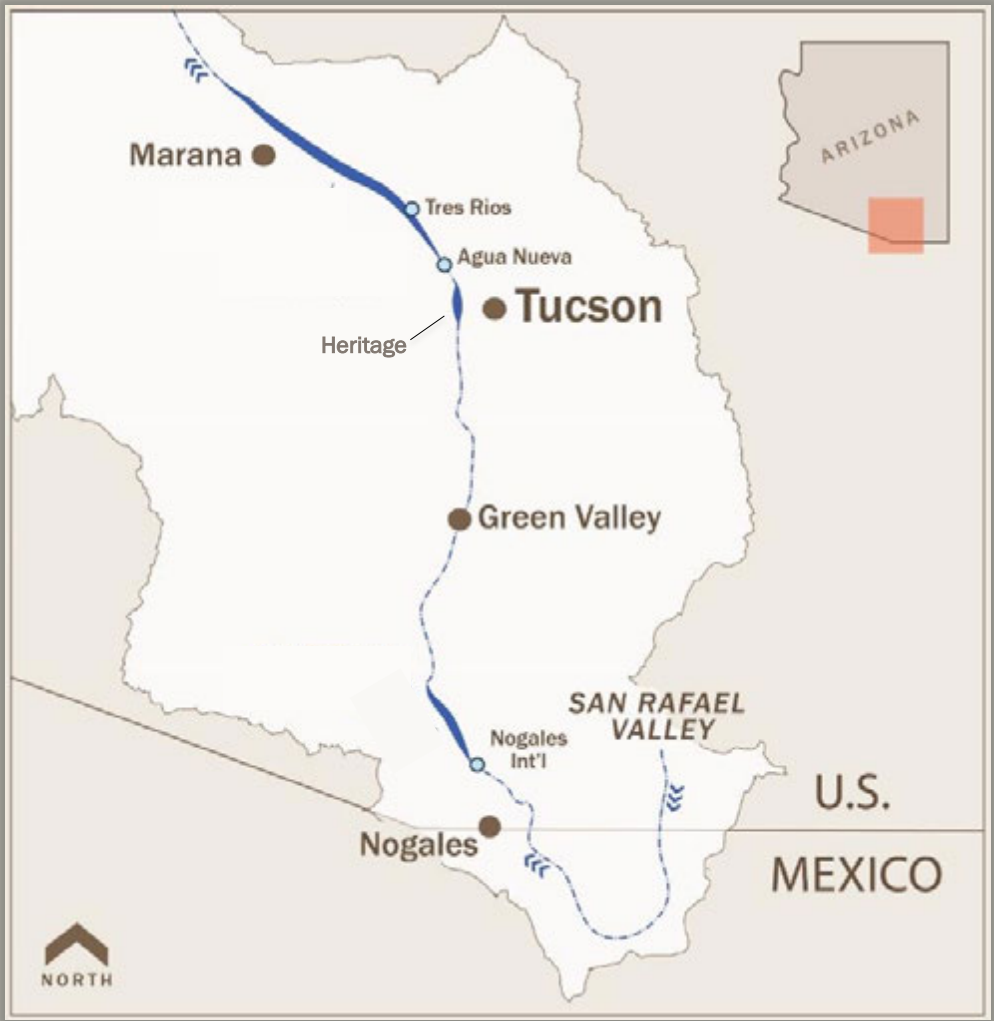 ARIZONA
Marana
Tres Rios
Agua Nueva
Tucson
Heritage
Green Valley
SAN RAFAEL
VALLEY
Nogales
Int'l
U.S.
Nogales
MEXICO
NORTH